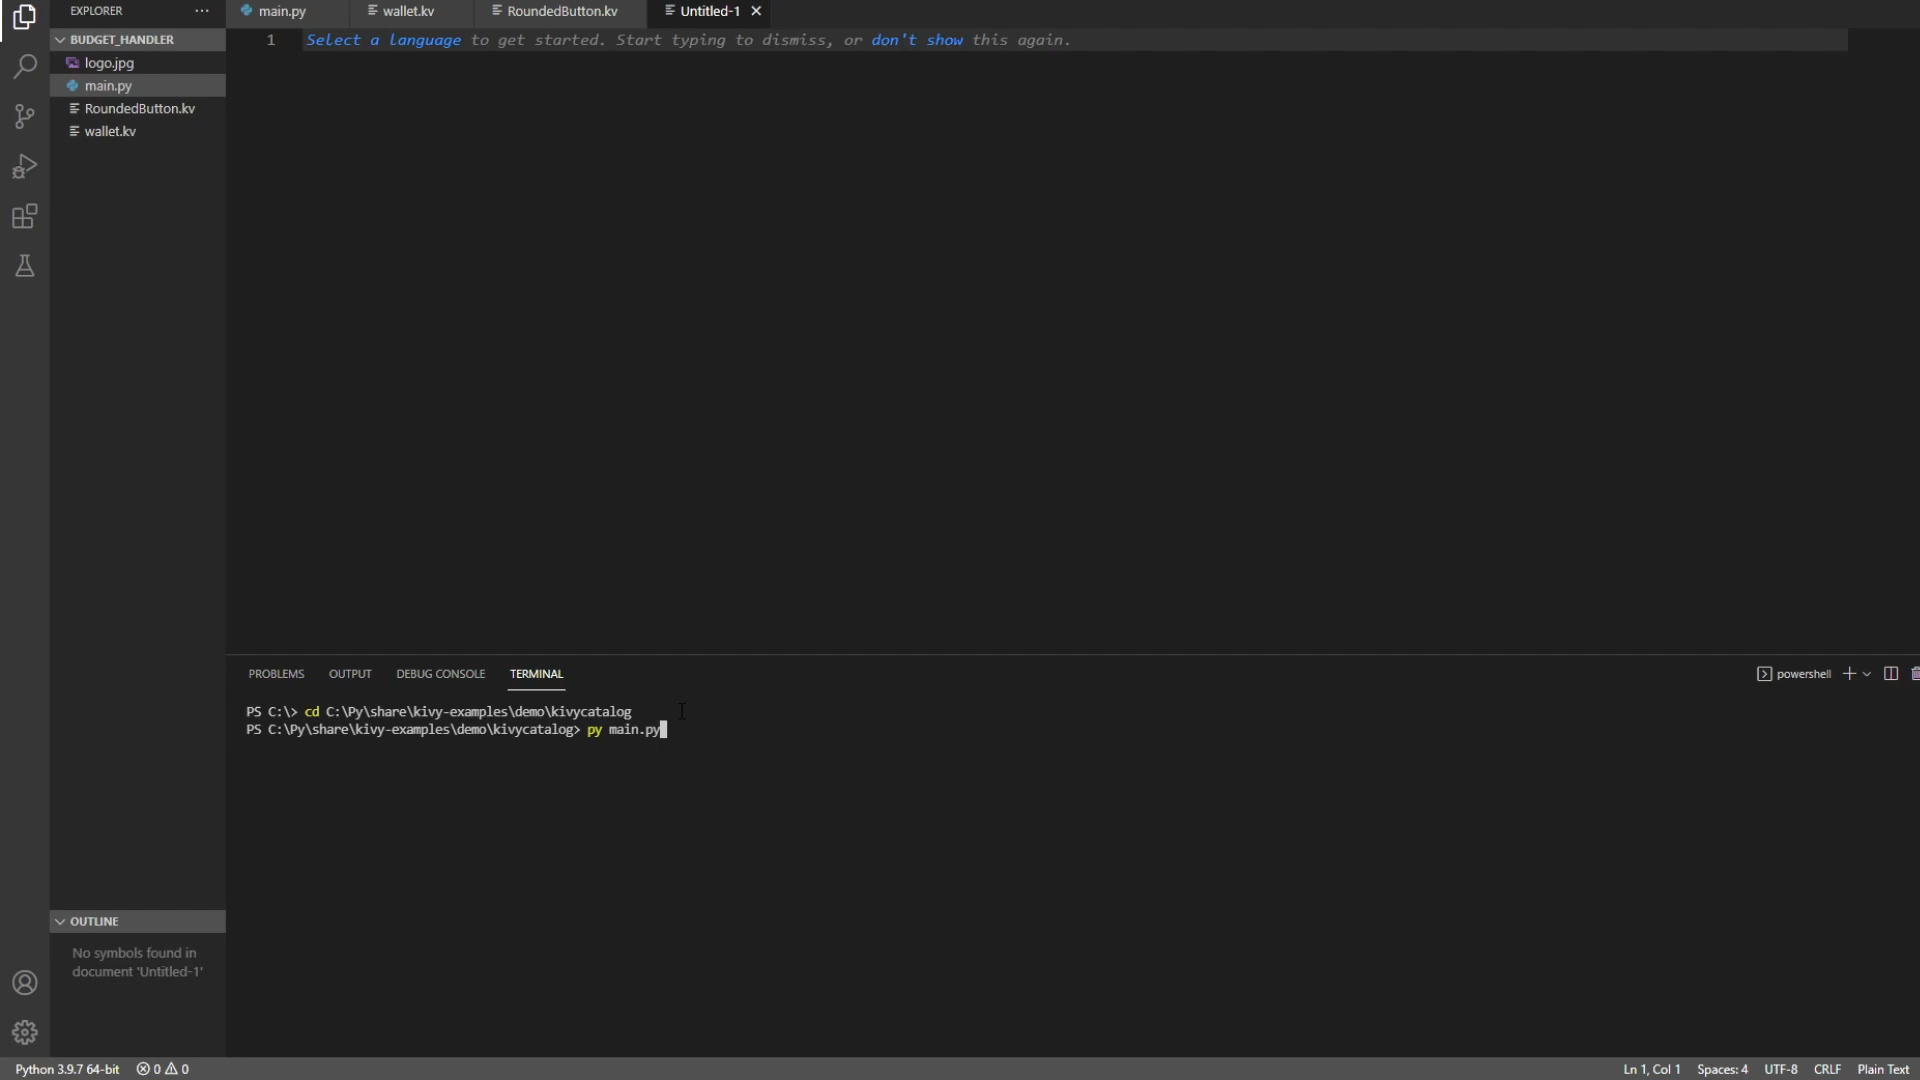 EXPLORER
main.py
wallet.kv
RoundedButton.kv
Untitled-1
BUDGET_HANDLER
logo.jpg
main.py
RoundedButton.kv
wallet.kv
1
Select a language to get started. Start typing to dismiss, or don't show this again.
PROBLEMS
OUTPUT
DEBUG CONSOLE
TERMINAL
powershell
PS C:\> cd C:\Py\share\kivy-examples\demo\kivycatalog
PS C:\Py\share\kivy-examples\demo\kivycatalog> py main.py
OUTLINE
No symbols found in
document 'Untitled-1'
Python 3.9.7 64-bit
0
0
Ln 1, Col 1
Spaces: 4
UTF-8
CRLF
Plain Text